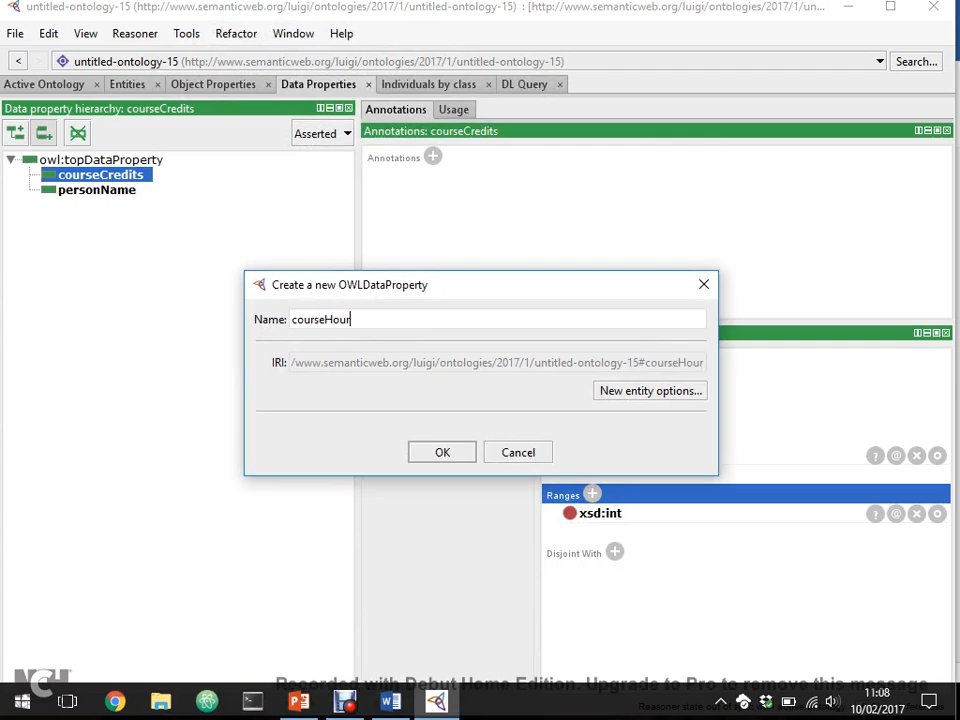 untitled-ontology-15 (http://www.semanticweb.org/luigi/ontologies/2017/1/untitled-ontology-15) : [http://www.semanticweb.org/luigi/ontologies/2017/1/un...
File Edit View Reasoner Tools Refactor Window Help
< > untitled-ontology-15 (http://www.semanticweb.org/luigi/ontologies/2017/1/untitled-ontology-15) Search...
Active Ontology × Entities × Object Properties × Data Properties × Individuals by class × DL Query ×
Data property hierarchy: courseCredits
Asserted
owl:topDataProperty
courseCredits
personName
Annotations Usage
Annotations: courseCredits
Annotations
Create a new OWLDataProperty
Name: courseHour
IRI: /www.semanticweb.org/luigi/ontologies/2017/1/untitled-ontology-15#courseHour
New entity options...
OK Cancel
Ranges
xsd:int
Disjoint With
NCH
Recorded with Debut Home Edition. Upgrade to Pro to remove this message
11:08
10/02/2017